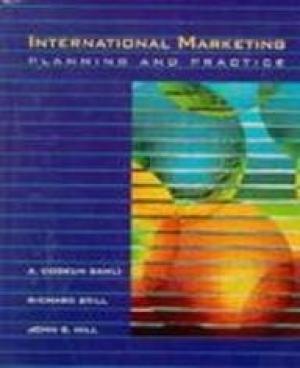 INTERNATIONAL MARKETING
PLANNING AND PRACTICE
A. COSKUN SAMLI
RICHARD STILL
JOHN S. HILL